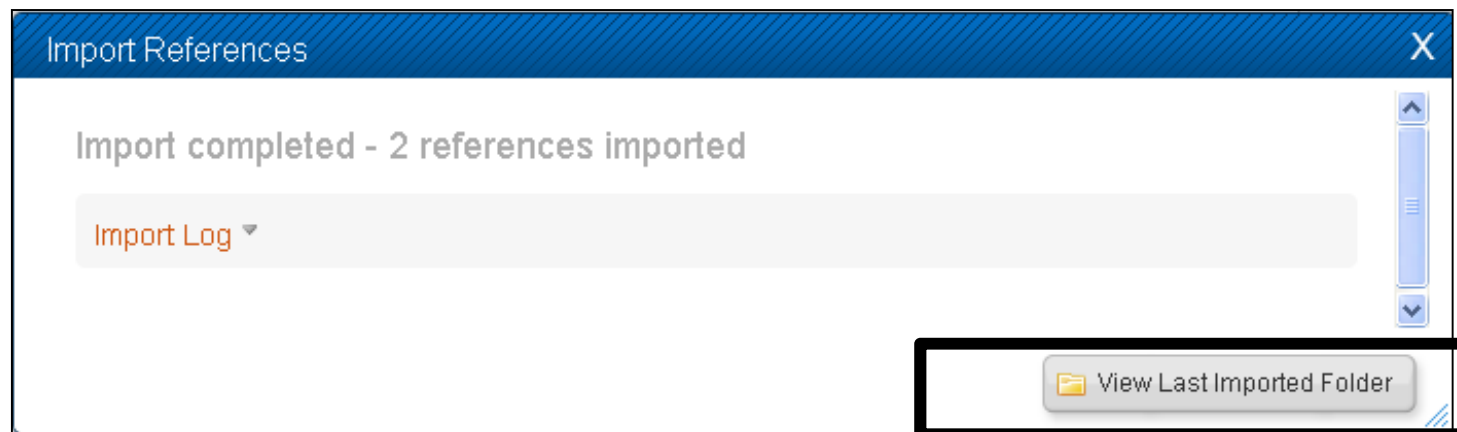 Import References X
Import completed - 2 references imported
Import Log
View Last Imported Folder